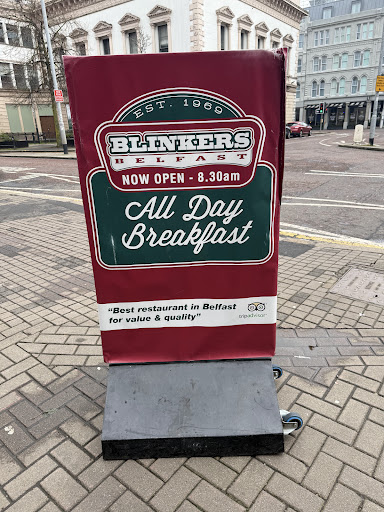 EST. 1969
BLINKERS
BELFAST
NOW OPEN - 8.30am
All Day
Breakfast
"Best restaurant in Belfast
for value & quality"
tripadvisor